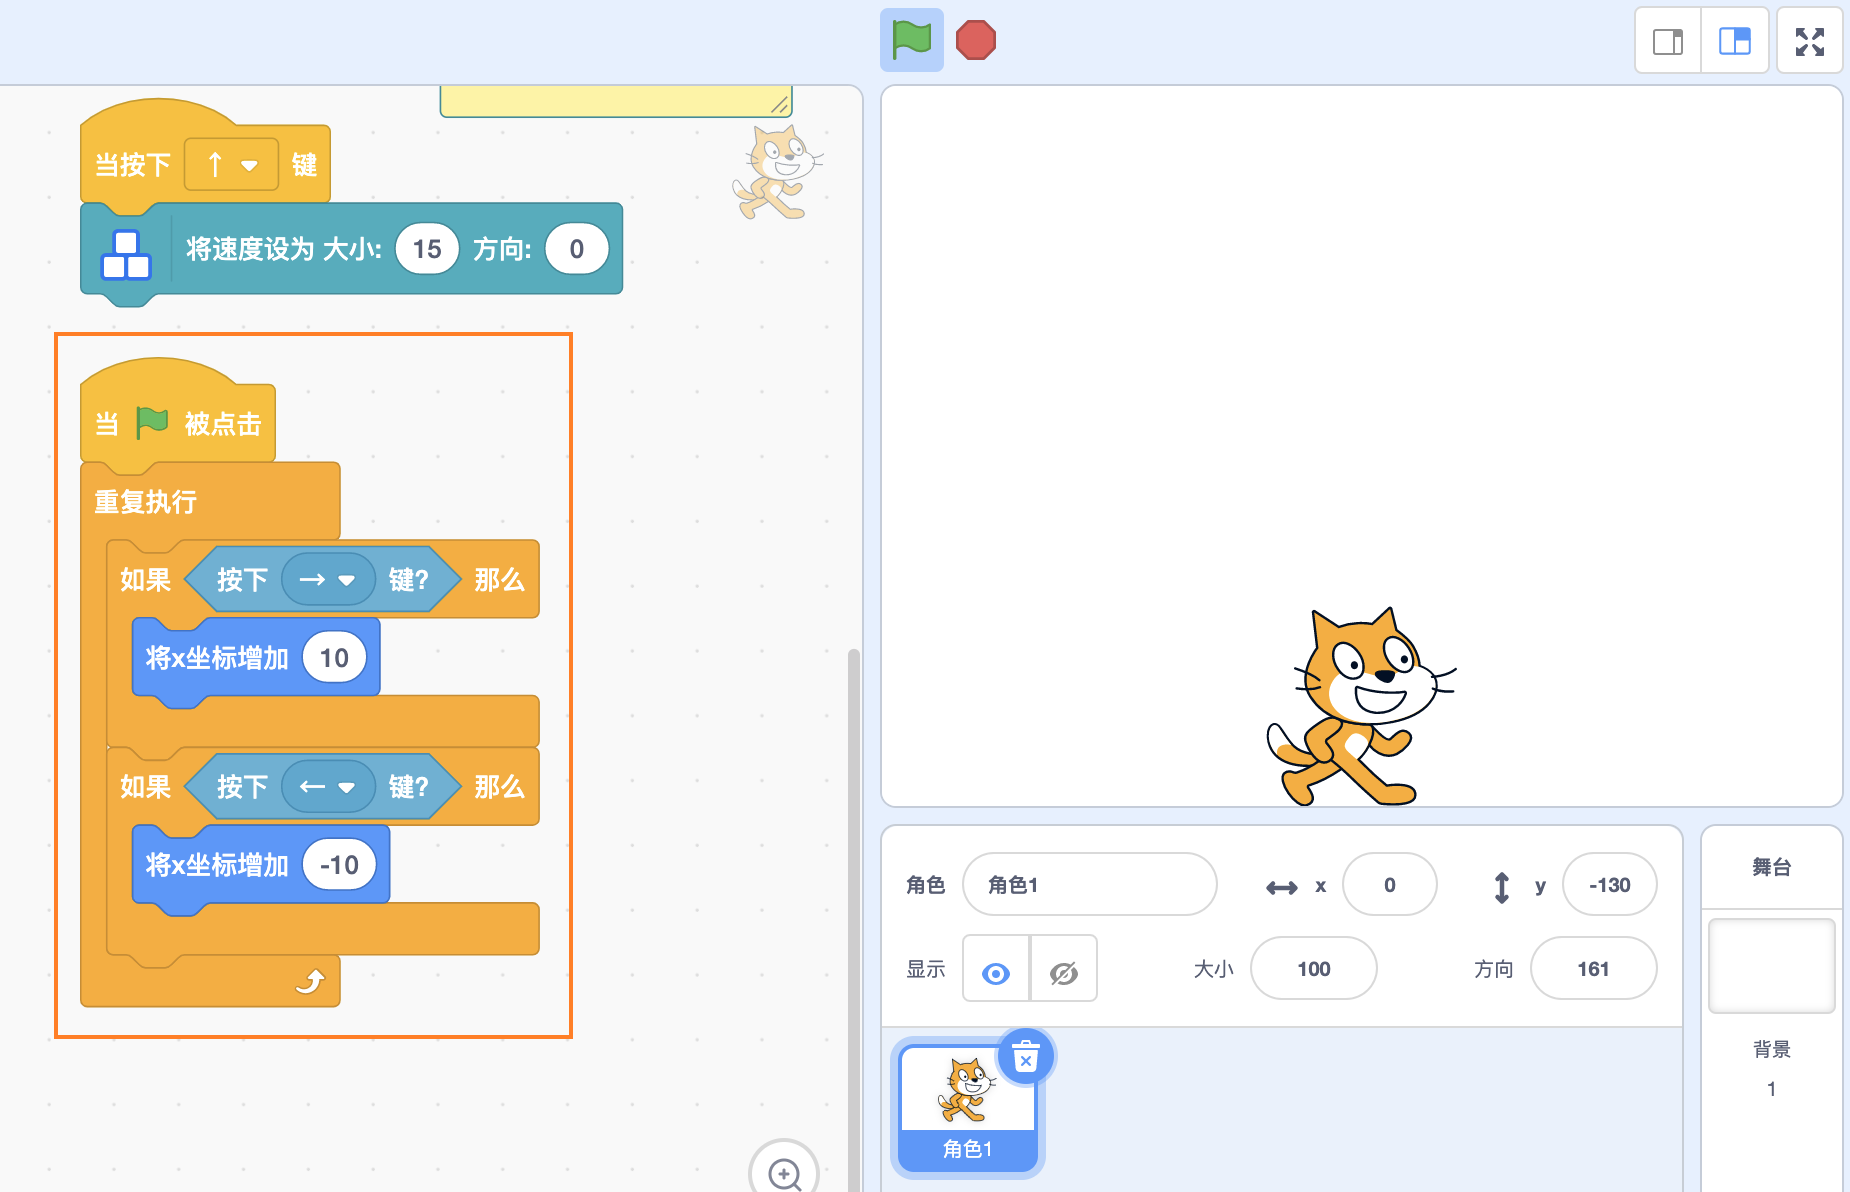 当按下 ↑ 键
将速度设为 大小: 15 方向: 0
当 被点击
重复执行
如果 按下 → 键? 那么
将x坐标增加 10
如果 按下 ← 键? 那么
将x坐标增加 -10
角色 角色1 x 0 y -130
显示 大小 100 方向 161
角色1
舞台
背景
1